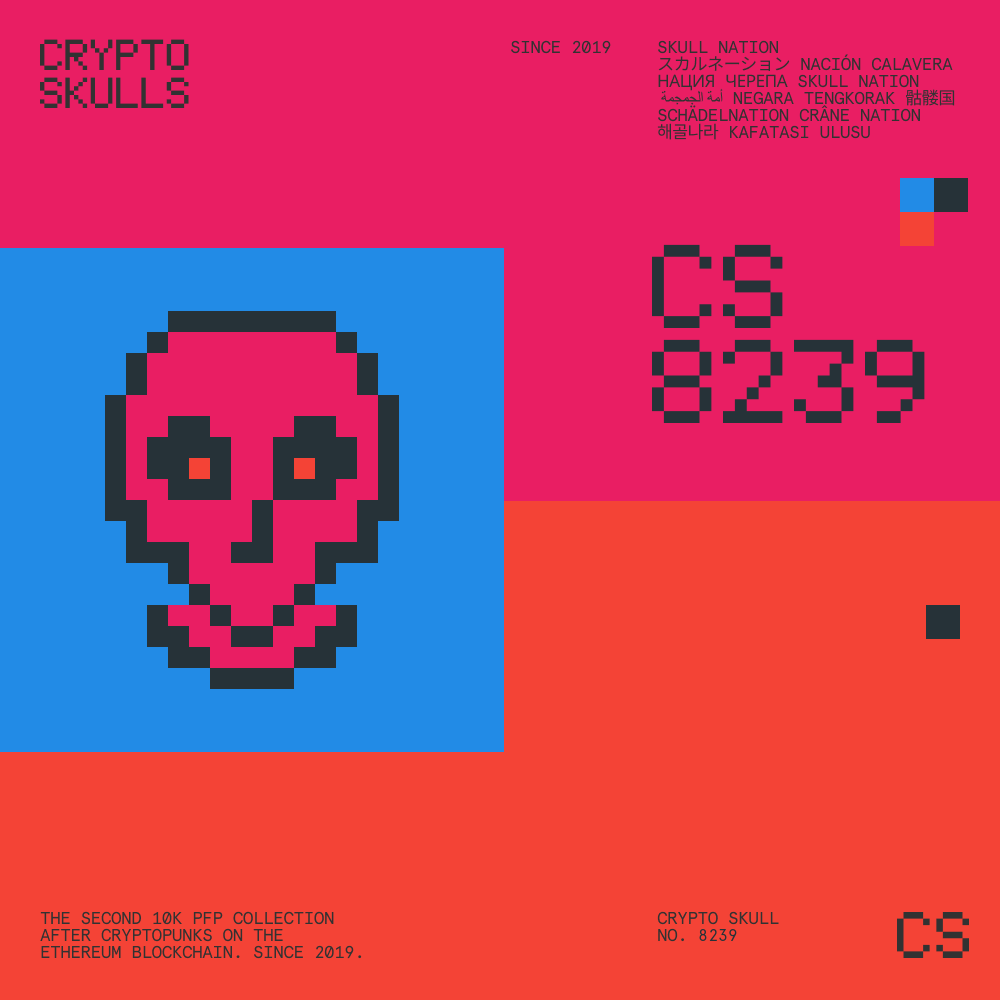 CRYPTO
SKULLS
SINCE 2019
SKULL NATION
スカルネーション NACIÓN CALAVERA
НАЦИЯ ЧЕРЕПА SKULL NATION
أمة الجمجمة NEGARA TENGKORAK 骷髅国
SCHÄDELNATION CRÂNE NATION
해골나라 KAFATASI ULUSU
CS
8239
THE SECOND 10K PFP COLLECTION
AFTER CRYPTOPUNKS ON THE
ETHEREUM BLOCKCHAIN. SINCE 2019.
CRYPTO SKULL
NO. 8239
CS